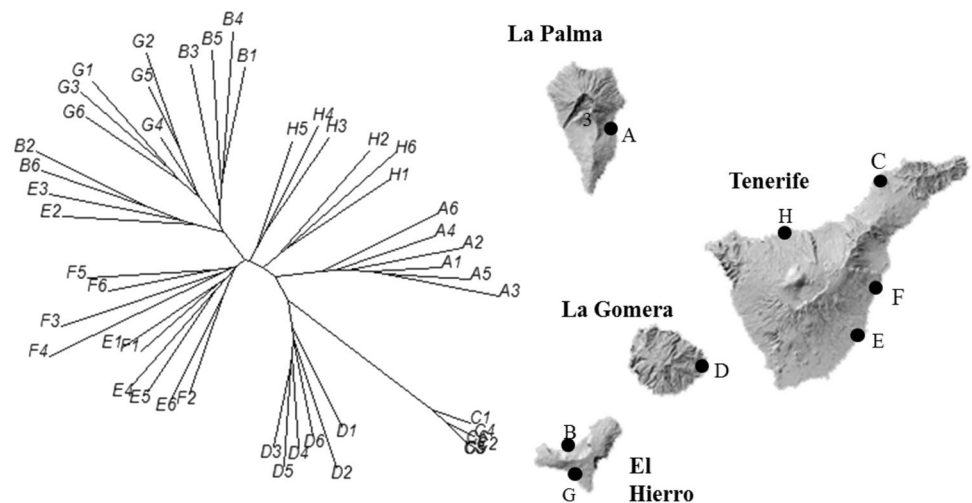 B4
G2
B5
B3
B1
G1
G5
G3
G6
G4
H4
H5
H3
H2
H6
H1
B2
B6
E3
E2
A6
A4
A2
A1
A5
A3
F5
F6
F3
F4
E1
F1
E4
E5
E6
F2
D3
D5
D4
D6
D2
D1
C1
C4
C2
La Palma
3
A
Tenerife
C
H
F
E
La Gomera
D
B
G
El
Hierro